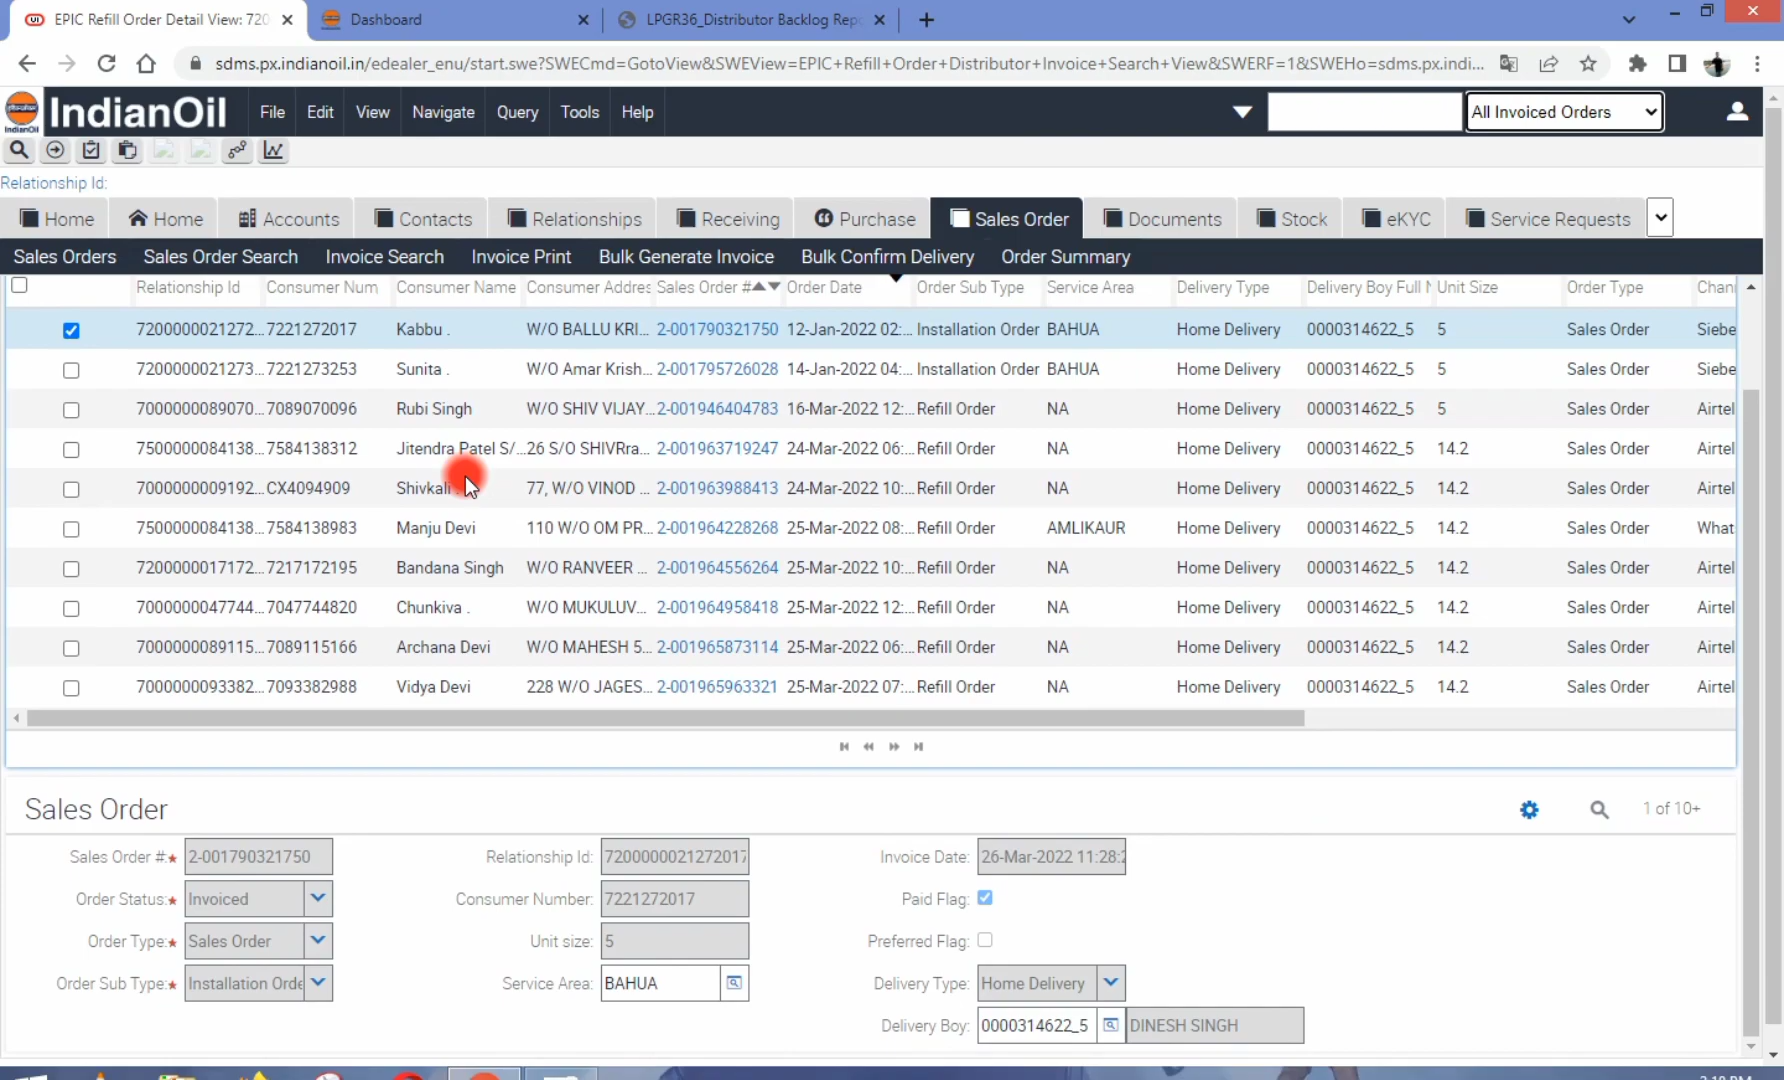 EPIC Refill Order Detail View: 720
Dashboard
LPGR36_Distributor Backlog Rep
sdms.px.indianoil.in/edealer_enu/start.swe?SWECmd=GotoView&SWEView=EPIC+Refill+Order+Distributor+Invoice+Search+View&SWERF=1&SWEHo=sdms.px.indi...
IndianOil IndianOil File Edit View Navigate Query Tools Help All Invoiced Orders
Relationship Id:
Home Home Accounts Contacts Relationships Receiving Purchase Sales Order Documents Stock eKYC Service Requests
Sales Orders Sales Order Search Invoice Search Invoice Print Bulk Generate Invoice Bulk Confirm Delivery Order Summary
Relationship Id Consumer Num Consumer Name Consumer Addres Sales Order # Order Date Order Sub Type Service Area Delivery Type Delivery Boy Full Unit Size Order Type Chan
7200000021272... 7221272017 Kabbu . W/O BALLU KRI... 2-001790321750 12-Jan-2022 02:... Installation Order BAHUA Home Delivery 0000314622_5 5 Sales Order Siebe
7200000021273... 7221273253 Sunita . W/O Amar Krish... 2-001795726028 14-Jan-2022 04:... Installation Order BAHUA Home Delivery 0000314622_5 5 Sales Order Siebe
7000000089070... 7089070096 Rubi Singh W/O SHIV VIJAY... 2-001946404783 16-Mar-2022 12:... Refill Order NA Home Delivery 0000314622_5 5 Sales Order Airtel
7500000084138... 7584138312 Jitendra Patel S/... 26 S/O SHIVRra... 2-001963719247 24-Mar-2022 06:... Refill Order NA Home Delivery 0000314622_5 14.2 Sales Order Airtel
7000000009192... CX4094909 Shivkali 77, W/O VINOD ... 2-001963988413 24-Mar-2022 10:... Refill Order NA Home Delivery 0000314622_5 14.2 Sales Order Airtel
7500000084138... 7584138983 Manju Devi 110 W/O OM PR... 2-001964228268 25-Mar-2022 08:... Refill Order AMLIKAUR Home Delivery 0000314622_5 14.2 Sales Order What
7200000017172... 7217172195 Bandana Singh W/O RANVEER ... 2-001964556264 25-Mar-2022 10:... Refill Order NA Home Delivery 0000314622_5 14.2 Sales Order Airtel
7000000047744... 7047744820 Chunkiva . W/O MUKULUV... 2-001964958418 25-Mar-2022 12:... Refill Order NA Home Delivery 0000314622_5 14.2 Sales Order Airtel
7000000089115... 7089115166 Archana Devi W/O MAHESH 5... 2-001965873114 25-Mar-2022 06:... Refill Order NA Home Delivery 0000314622_5 14.2 Sales Order Airtel
7000000093382... 7093382988 Vidya Devi 228 W/O JAGES... 2-001965963321 25-Mar-2022 07:... Refill Order NA Home Delivery 0000314622_5 14.2 Sales Order Airtel
Sales Order 1 of 10+
Sales Order #: 2-001790321750 Relationship Id: 7200000021272017 Invoice Date: 26-Mar-2022 11:28:2
Order Status: Invoiced Consumer Number: 7221272017 Paid Flag:
Order Type: Sales Order Unit size: 5 Preferred Flag:
Order Sub Type: Installation Orde Service Area: BAHUA Delivery Type: Home Delivery
Delivery Boy: 0000314622_5 DINESH SINGH